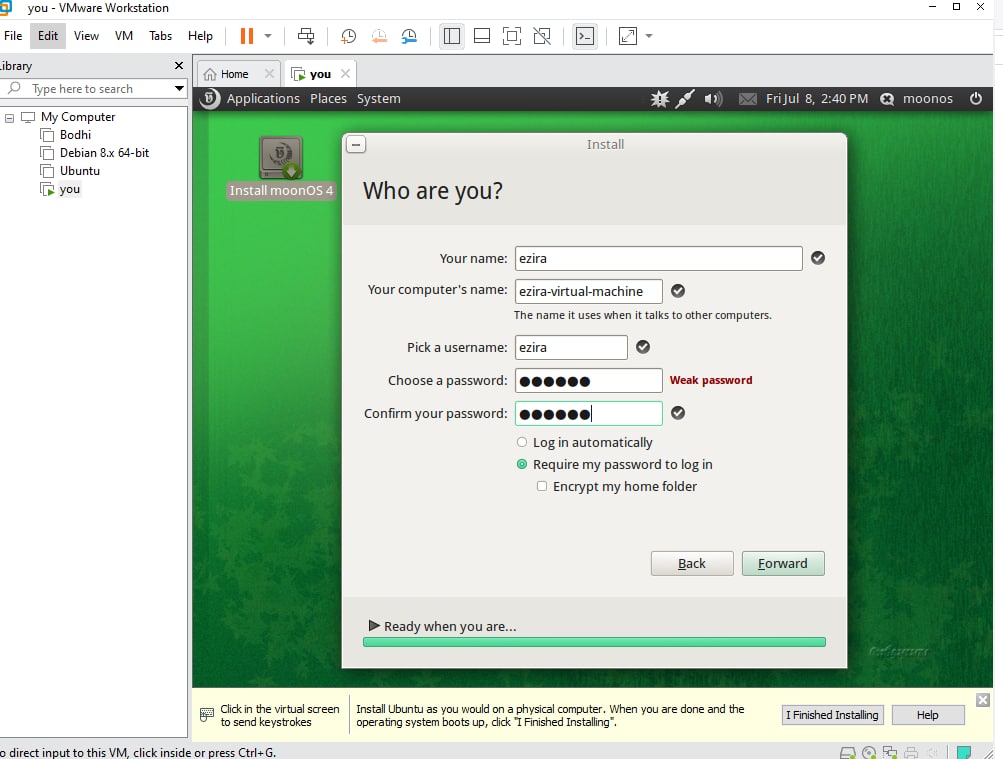 you - VMware Workstation
File Edit View VM Tabs Help
Library
Type here to search
My Computer
Bodhi
Debian 8.x 64-bit
Ubuntu
you
Home
you
Applications Places System
Fri Jul 8, 2:40 PM
moonos
Install moonOS 4
Install
Who are you?
Your name: ezira
Your computer's name: ezira-virtual-machine
The name it uses when it talks to other computers.
Pick a username: ezira
Choose a password: ●●●●●● Weak password
Confirm your password: ●●●●●●
Log in automatically
Require my password to log in
Encrypt my home folder
Back Forward
Ready when you are...
Click in the virtual screen
to send keystrokes
Install Ubuntu as you would on a physical computer. When you are done and the
operating system boots up, click "I Finished Installing".
I Finished Installing Help
o direct input to this VM, click inside or press Ctrl+G.